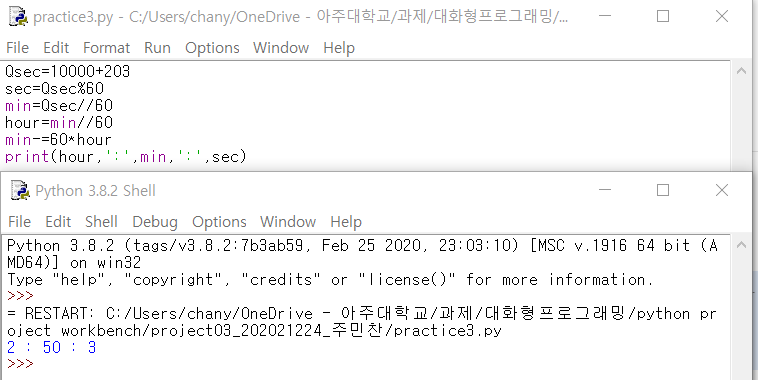 practice3.py - C:/Users/chany/OneDrive - 아주대학교/과제/대화형프로그래밍/...
File Edit Format Run Options Window Help
Qsec=10000+203
sec=Qsec%60
min=Qsec//60
hour=min//60
min-=60*hour
print(hour,':',min,':',sec)
Python 3.8.2 Shell
File Edit Shell Debug Options Window Help
Python 3.8.2 (tags/v3.8.2:7b3ab59, Feb 25 2020, 23:03:10) [MSC v.1916 64 bit (A
MD64)] on win32
Type "help", "copyright", "credits" or "license()" for more information.
>>>
= RESTART: C:/Users/chany/OneDrive - 아주대학교/과제/대화형프로그래밍/python pr
oject workbench/project03_202021224_주민찬/practice3.py
2 : 50 : 3
>>>